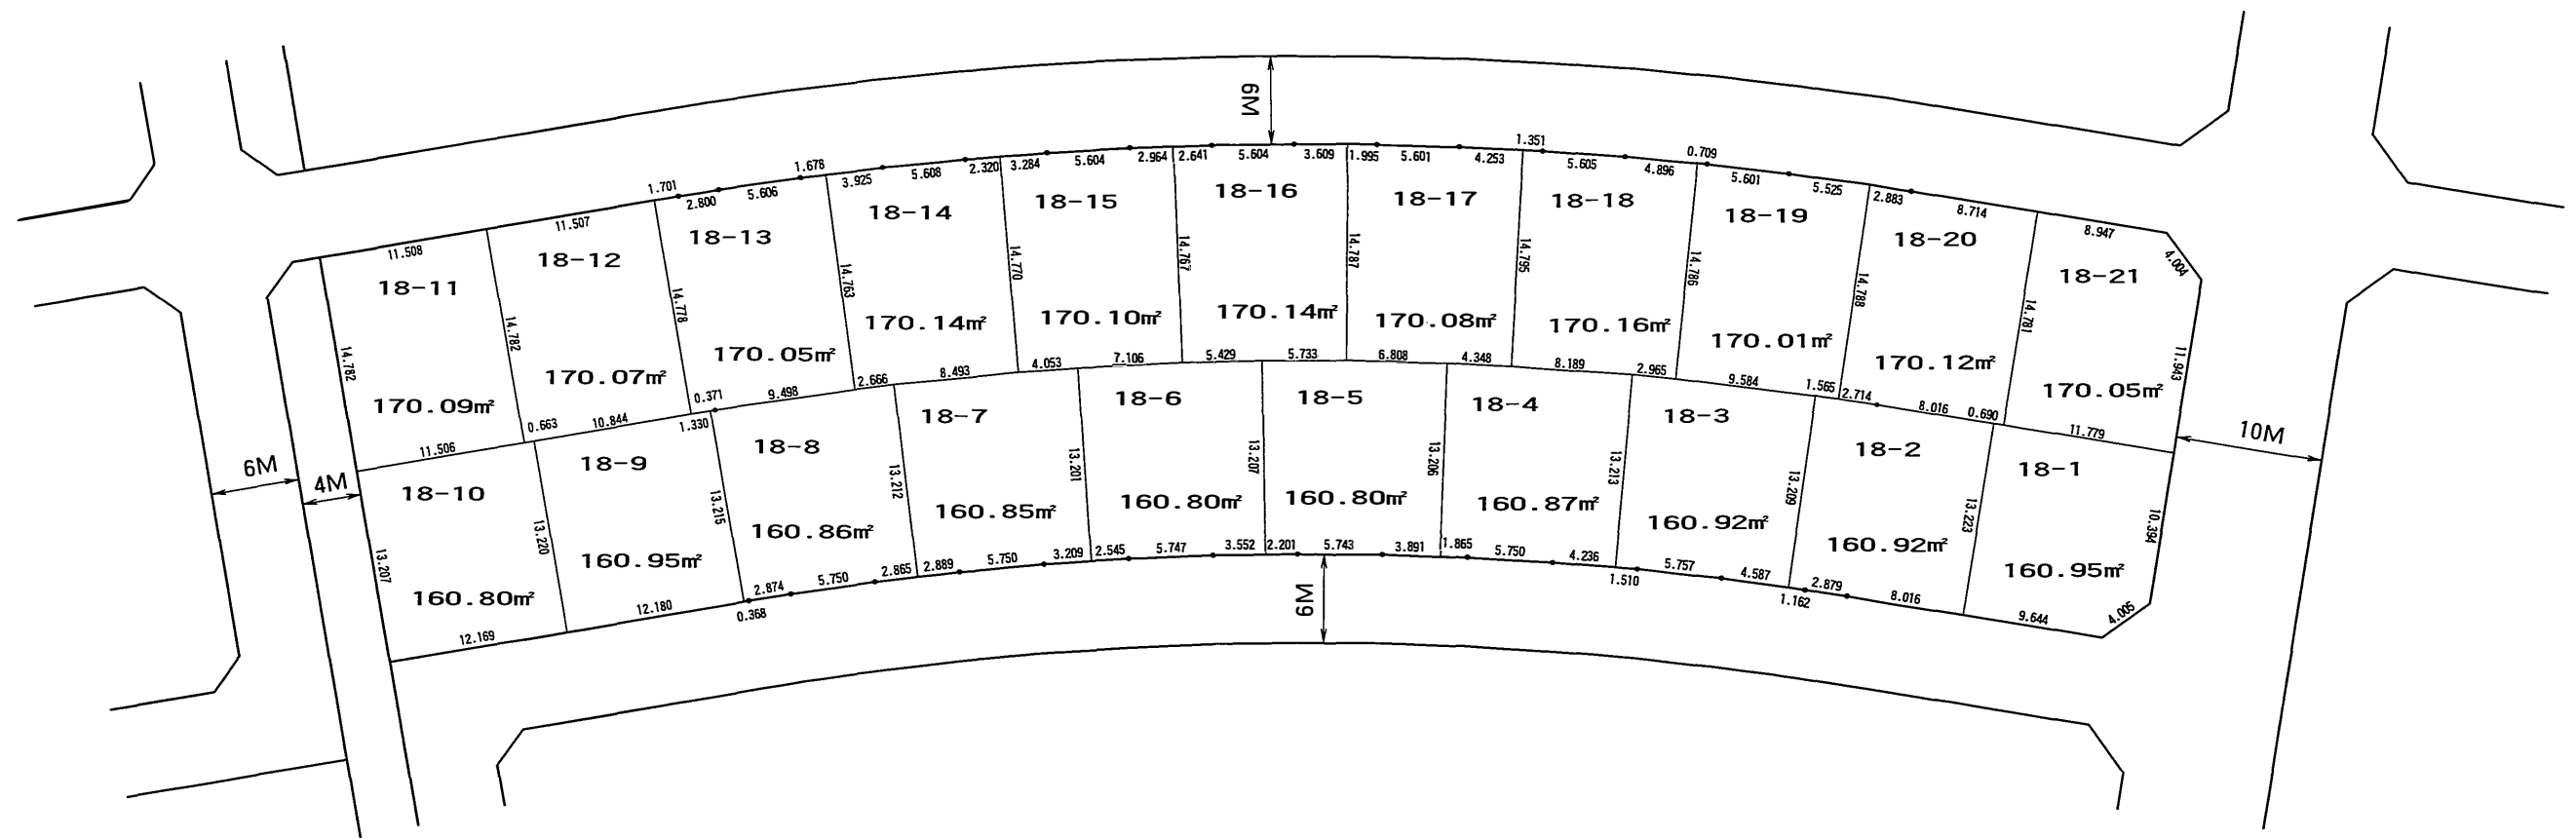 6M
1.351
1.678
2.320 3.284 5.604 2.964 2.641 5.604 3.609 1.995 5.601 4.253 5.605 4.896 0.709
1.701 2.800 5.606 3.925 5.608 5.601 5.525 2.883 8.714
11.508 11.507 8.947 4.004
18-11 18-12 18-13 18-14 18-15 18-16 18-17 18-18 18-19 18-20 18-21
14.782 14.782 14.778 14.763 14.770 14.767 14.787 14.795 14.786 14.788 14.781 11.943
170.09㎡ 170.07㎡ 170.05㎡ 170.14㎡ 170.10㎡ 170.14㎡ 170.08㎡ 170.16㎡ 170.01㎡ 170.12㎡ 170.05㎡
11.506 0.663 10.844 0.371 1.330 9.498 2.666 8.493 4.053 7.106 5.429 5.733 6.808 4.348 8.189 2.965 9.584 1.565 2.714 8.016 0.690 11.779
6M 4M 10M
18-10 18-9 18-8 18-7 18-6 18-5 18-4 18-3 18-2 18-1
13.207 13.220 13.215 13.212 13.201 13.207 13.206 13.213 13.209 13.223 10.394
160.80㎡ 160.95㎡ 160.86㎡ 160.85㎡ 160.80㎡ 160.80㎡ 160.87㎡ 160.92㎡ 160.92㎡ 160.95㎡
12.169 12.180 0.368 2.874 5.750 2.865 2.889 5.750 3.209 2.545 5.747 3.552 2.201 5.743 3.891 1.865 5.750 4.236 1.510 5.757 4.587 1.162 2.879 8.016 9.644 4.005
6M